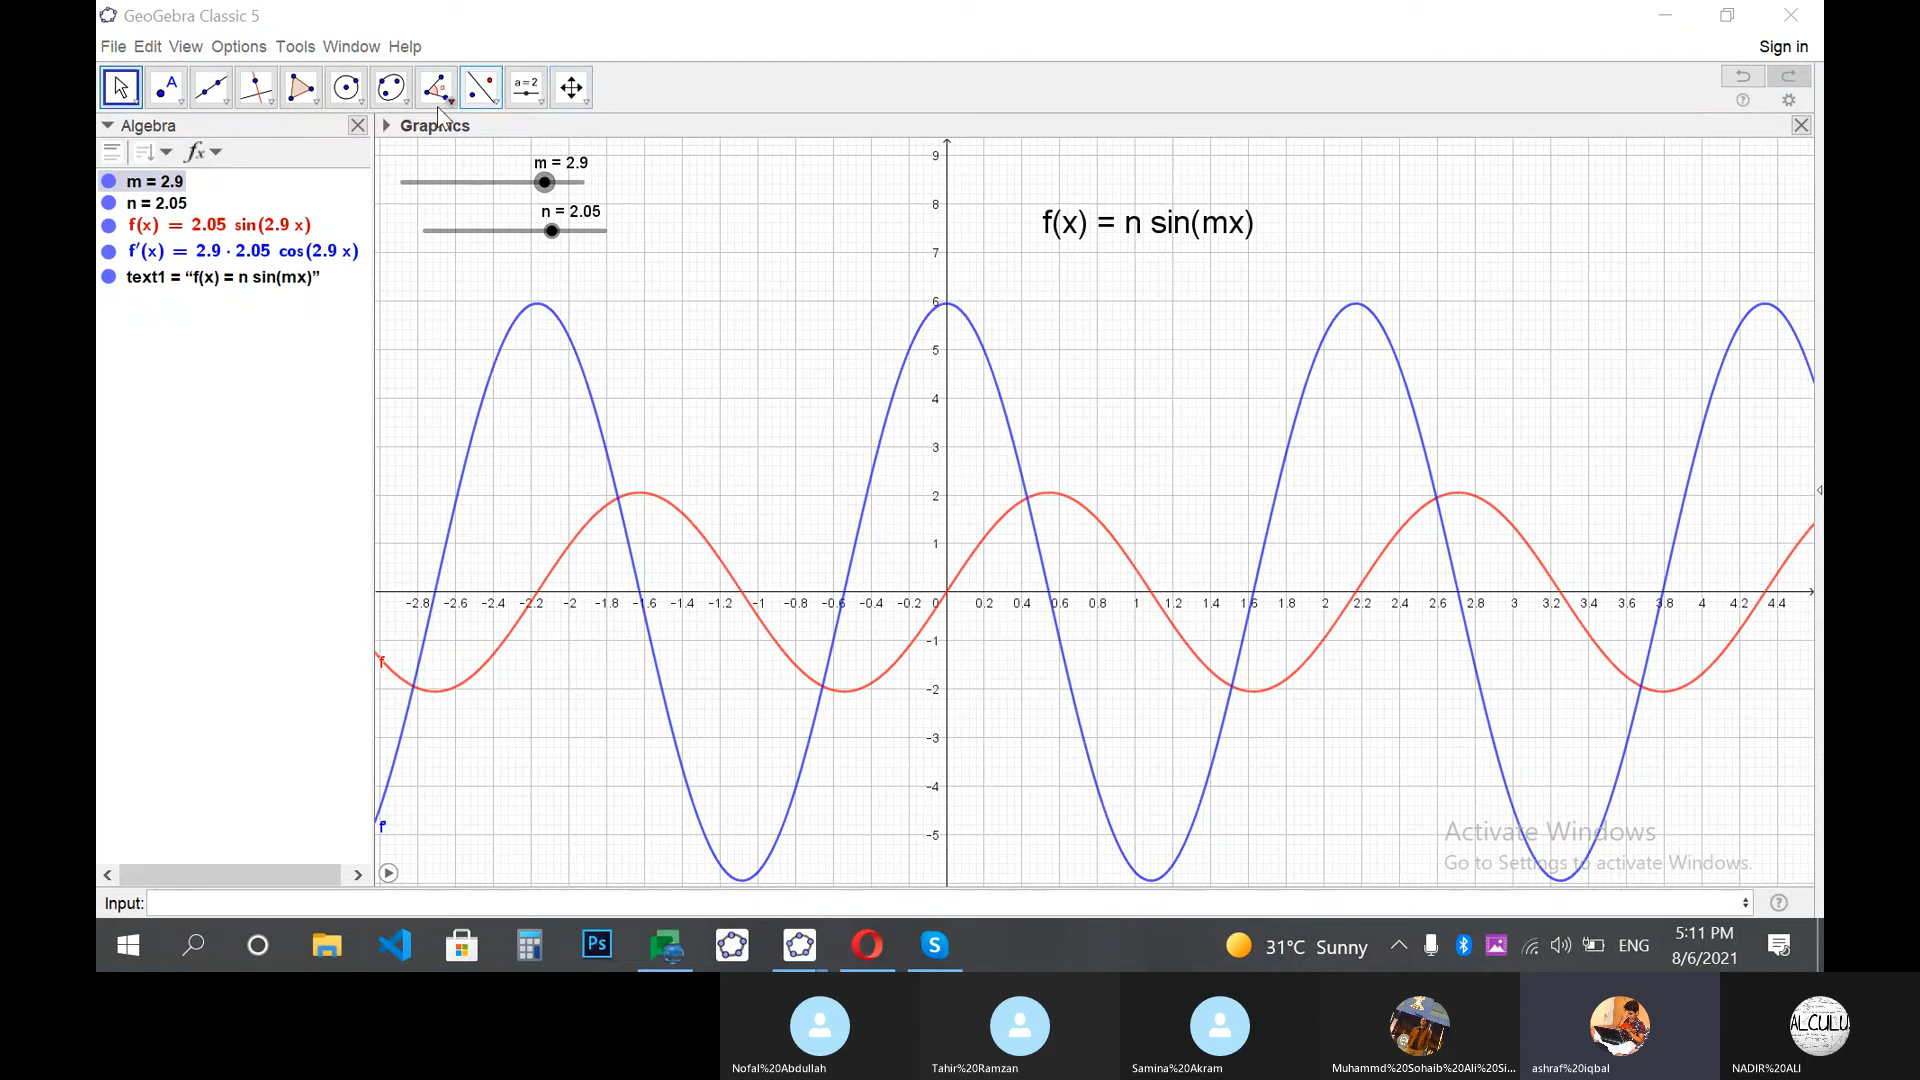 GeoGebra Classic 5
File Edit View Options Tools Window Help
Sign in
a=2
Algebra
Graphics
fx
m = 2.9
n = 2.05
f(x) = 2.05 sin(2.9 x)
f′(x) = 2.9 · 2.05 cos(2.9 x)
text1 = “f(x) = n sin(mx)”
m = 2.9
n = 2.05
f(x) = n sin(mx)
9
8
7
6
5
4
3
2
1
−2.8 −2.6 −2.4 −2.2 −2 −1.8 −1.6 −1.4 −1.2 −1 −0.8 −0.6 −0.4 −0.2 0 0.2 0.4 0.6 0.8 1 1.2 1.4 1.6 1.8 2 2.2 2.4 2.6 2.8 3 3.2 3.4 3.6 3.8 4 4.2 4.4
−1
−2
−3
−4
−5
f
f′
Activate Windows
Go to Settings to activate Windows.
Input:
Ps
S
31°C Sunny
ENG
5:11 PM
8/6/2021
ALCULU
Nofal%20Abdullah
Tahir%20Ramzan
Samina%20Akram
Muhammd%20Sohaib%20Ali%20Si...
ashraf%20iqbal
NADIR%20ALI